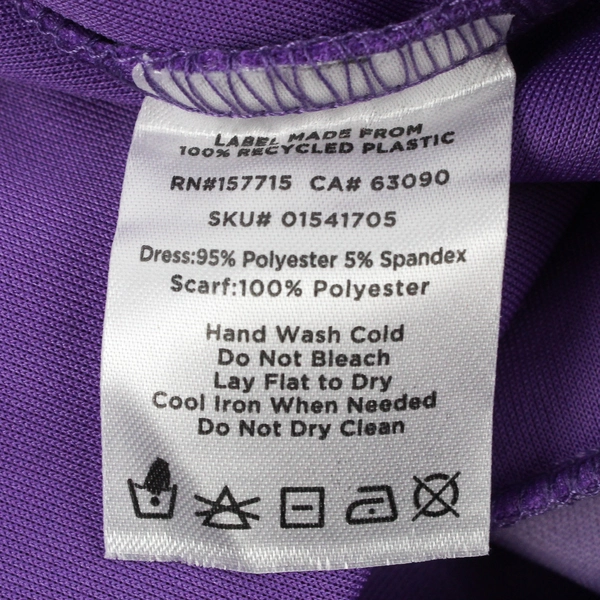 LABEL MADE FROM
100% RECYCLED PLASTIC
RN#157715 CA# 63090
SKU# 01541705
Dress:95% Polyester 5% Spandex
Scarf:100% Polyester
Hand Wash Cold
Do Not Bleach
Lay Flat to Dry
Cool Iron When Needed
Do Not Dry Clean